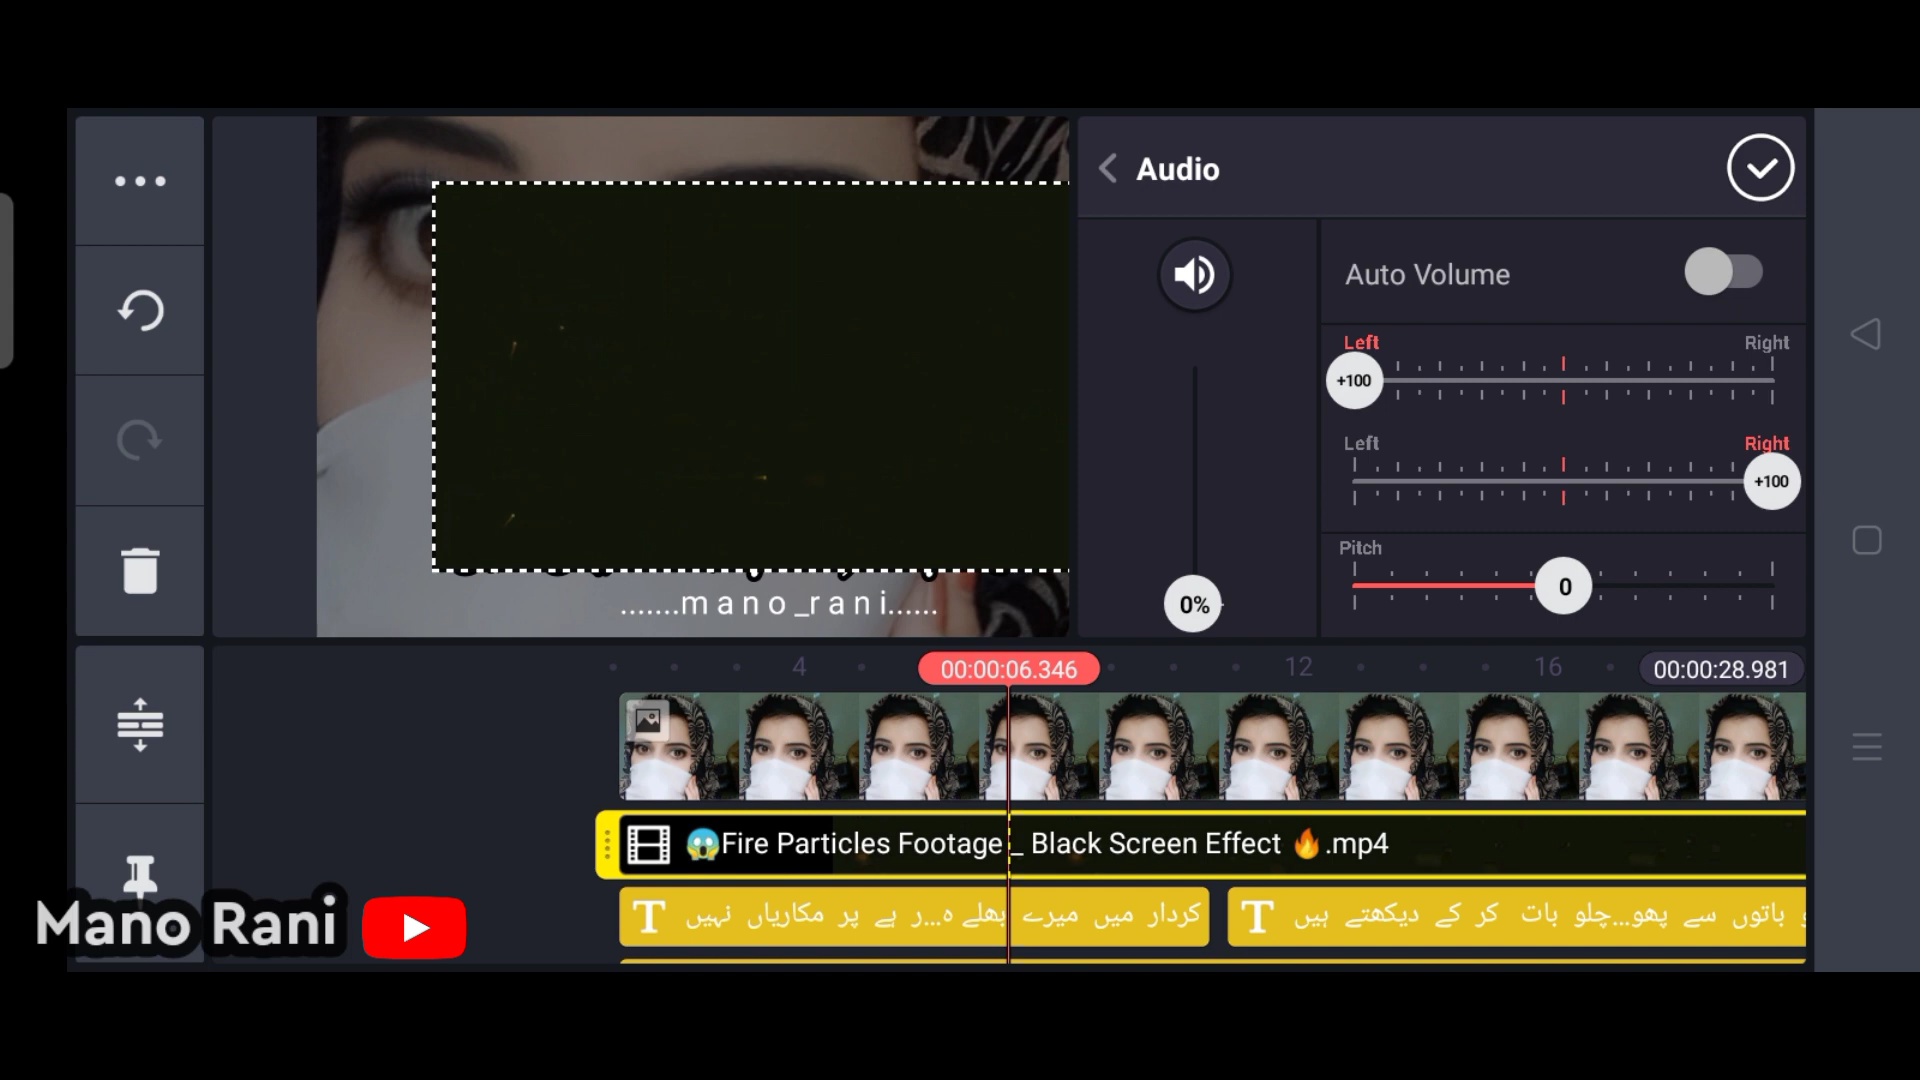 Audio
Auto Volume
Left Right
+100
Left Right
+100
Pitch
0
0%
.......mano_rani......
4 00:00:06.346 12 16 00:00:28.981
😱Fire Particles Footage _ Black Screen Effect 🔥.mp4
T کردار میں میرے بھلے ہ...ر ہے پر مکاریاں نہیں
T باتوں سے پھو...چلو بات کر کے دیکھتے ہیں
Mano Rani